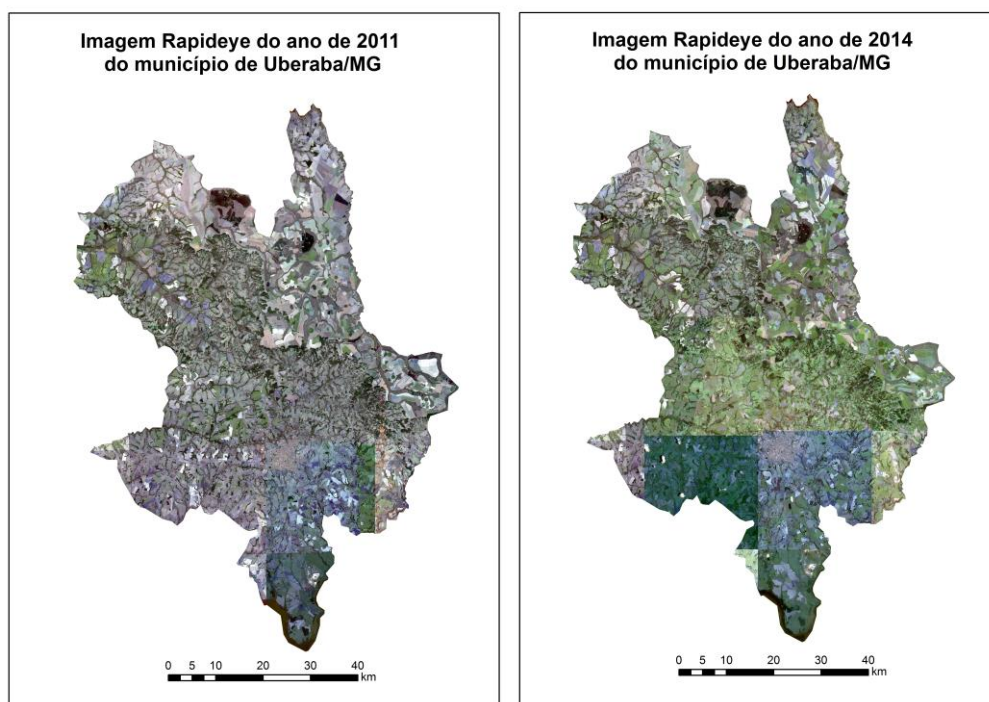 Imagem Rapideye do ano de 2011
do município de Uberaba/MG
0 5 10 20 30 40
km
Imagem Rapideye do ano de 2014
do município de Uberaba/MG
0 5 10 20 30 40
km